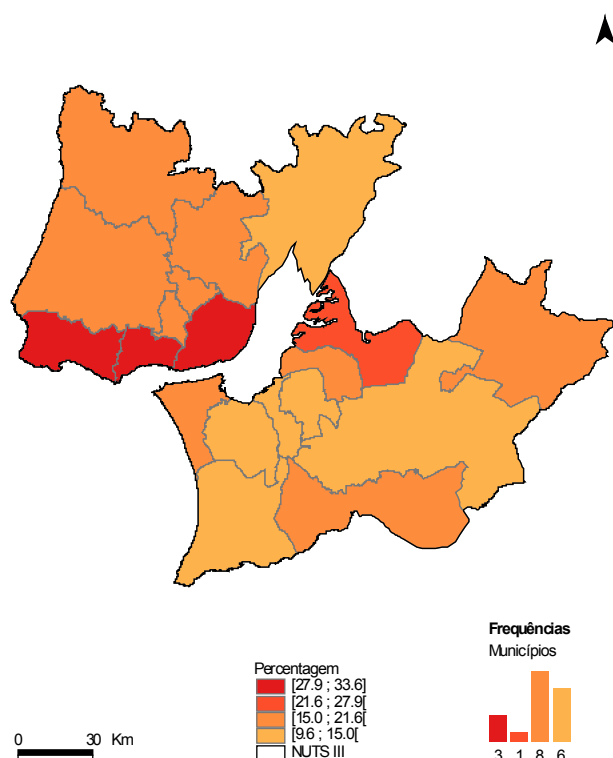 Frequências
Municípios
3 1 8 6
Percentagem
[27.9 ; 33.6]
[21.6 ; 27.9[
[15.0 ; 21.6[
[9.6 ; 15.0[
NUTS III
0 30 Km